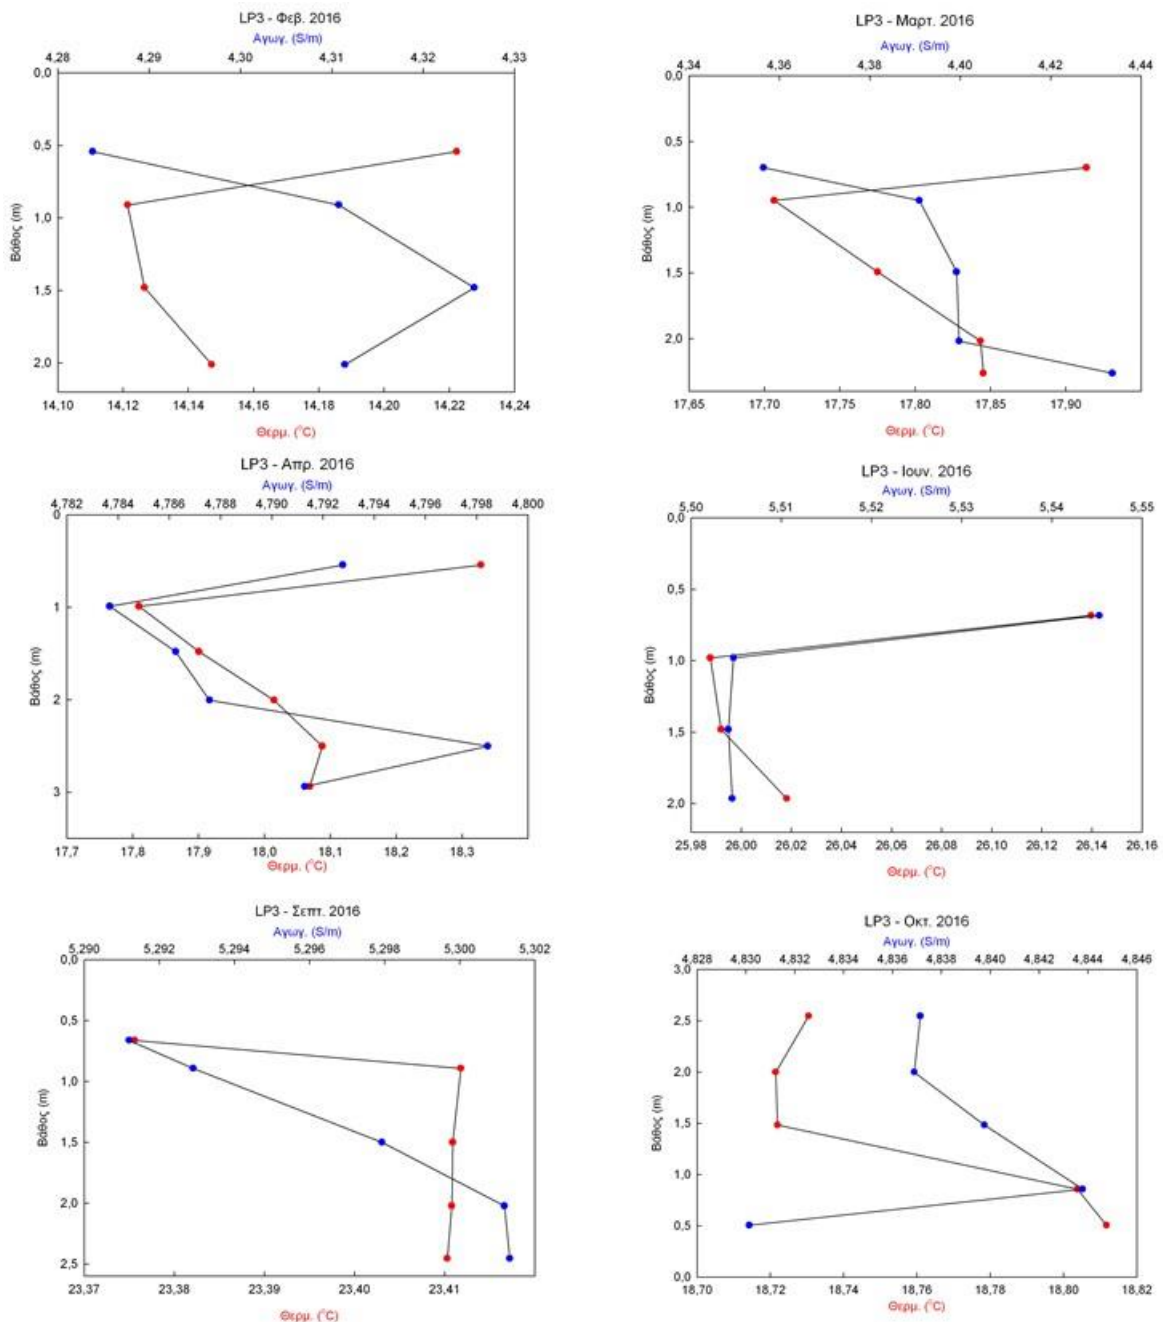 LP3 - Φεβ. 2016
Αγωγ. (S/m)
4,28 4,29 4,30 4,31 4,32 4,33
0,0
0,5
1,0
1,5
2,0
Βάθος (m)
14,10 14,12 14,14 14,16 14,18 14,20 14,22 14,24
Θερμ. (°C)
LP3 - Μαρτ. 2016
Αγωγ. (S/m)
4,34 4,36 4,38 4,40 4,42 4,44
0,0
0,5
1,0
1,5
2,0
Βάθος (m)
17,65 17,70 17,75 17,80 17,85 17,90
Θερμ. (°C)
LP3 - Απρ. 2016
Αγωγ. (S/m)
4,782 4,784 4,786 4,788 4,790 4,792 4,794 4,796 4,798 4,800
0
1
2
3
Βάθος (m)
17,7 17,8 17,9 18,0 18,1 18,2 18,3
Θερμ. (°C)
LP3 - Ιουν. 2016
Αγωγ. (S/m)
5,50 5,51 5,52 5,53 5,54 5,55
0,0
0,5
1,0
1,5
2,0
Βάθος (m)
25,98 26,00 26,02 26,04 26,06 26,08 26,10 26,12 26,14 26,16
Θερμ. (°C)
LP3 - Σεπτ. 2016
Αγωγ. (S/m)
5,290 5,292 5,294 5,296 5,298 5,300 5,302
0,0
0,5
1,0
1,5
2,0
2,5
Βάθος (m)
23,37 23,38 23,39 23,40 23,41
Θερμ. (°C)
LP3 - Οκτ. 2016
Αγωγ. (S/m)
4,828 4,830 4,832 4,834 4,836 4,838 4,840 4,842 4,844 4,846
3,0
2,5
2,0
1,5
1,0
0,5
0,0
Βάθος (m)
18,70 18,72 18,74 18,76 18,78 18,80 18,82
Θερμ. (°C)